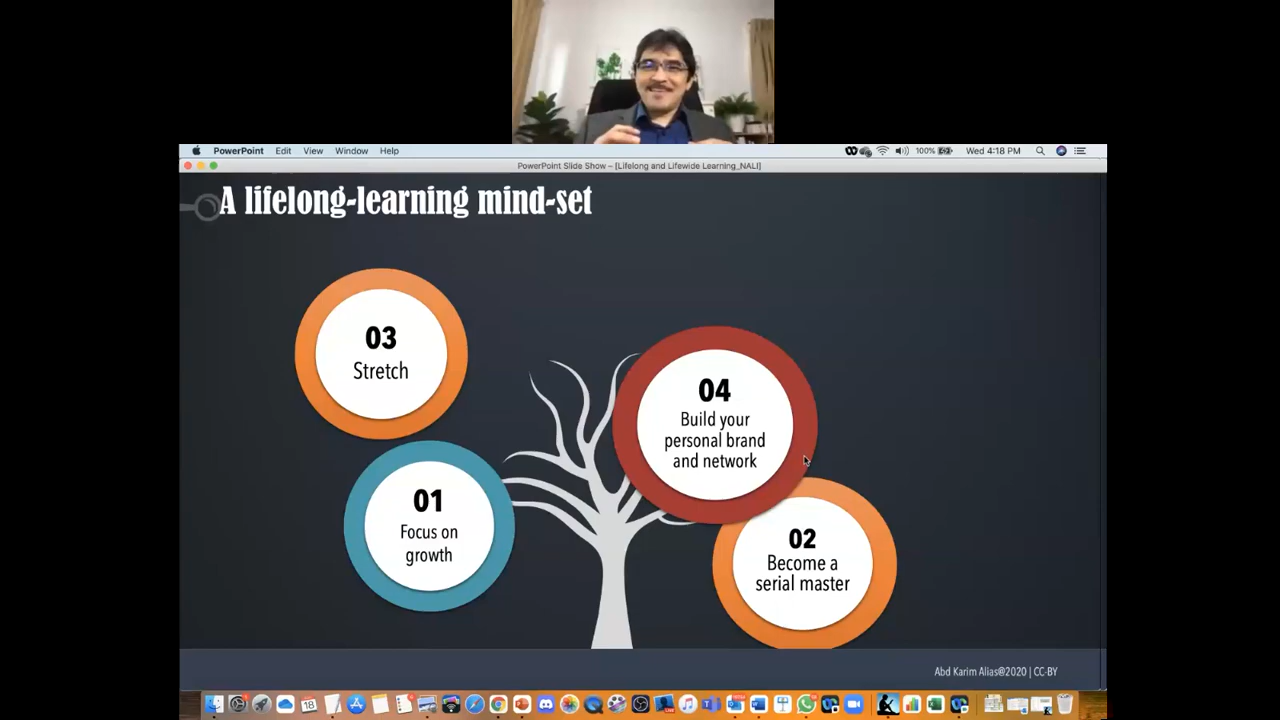 PowerPoint Edit View Window Help 100% Wed 4:18 PM
PowerPoint Slide Show – [Lifelong and Lifewide Learning_NALI]
A lifelong-learning mind-set
03
Stretch
04
Build your
personal brand
and network
01
Focus on
growth
02
Become a
serial master
Abd Karim Alias@2020 | CC-BY
18